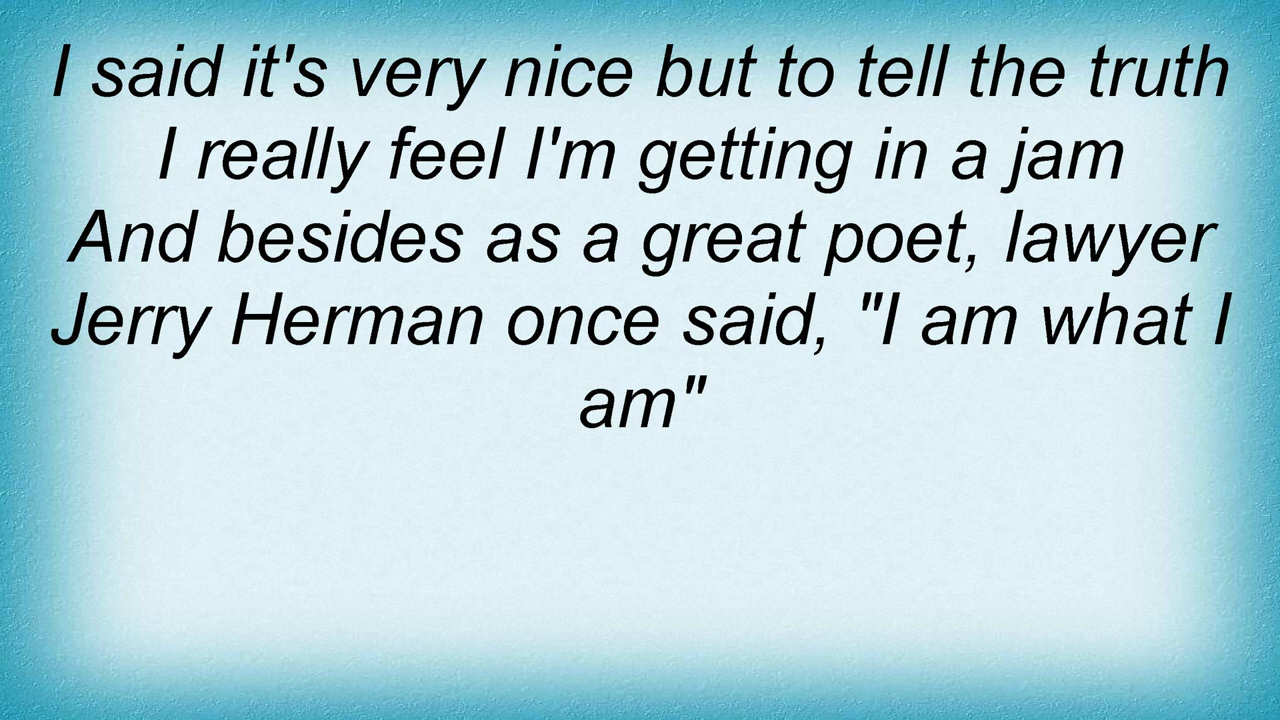 I said it's very nice but to tell the truth
I really feel I'm getting in a jam
And besides as a great poet, lawyer
Jerry Herman once said, "I am what I
am"